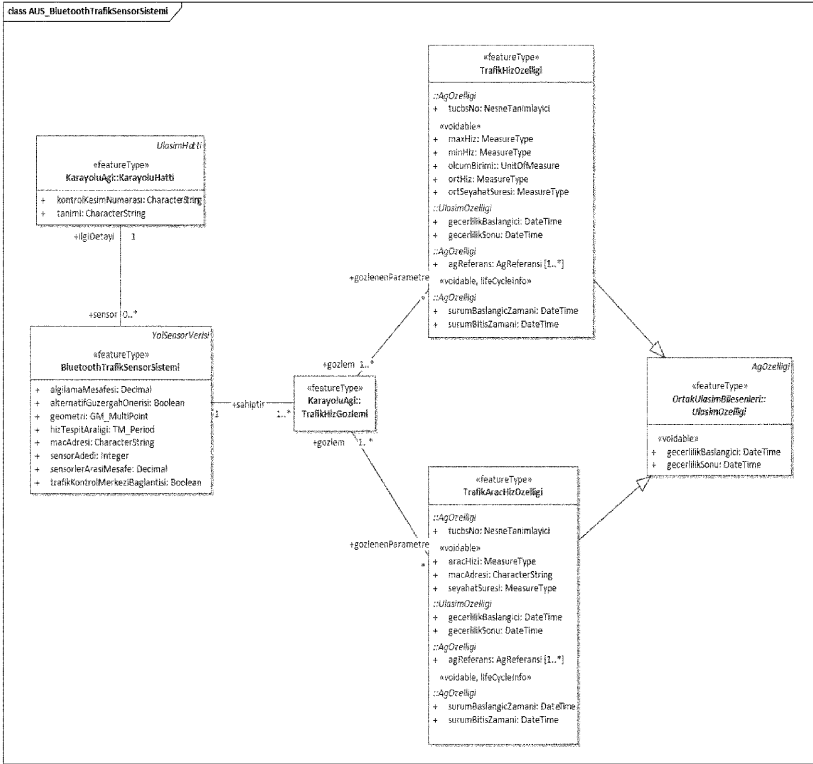 class AUS_BluetoothTrafikSensorSistemi
«featureType»
TrafikHizOzelligi
::AgOzelligi
+ tucbsNo: NesneTanimlayici
«voidable»
+ maxHiz: MeasureType
+ minHiz: MeasureType
+ olcumBirimi:: UnitOfMeasure
+ ortHiz: MeasureType
+ ortSeyahatSuresi: MeasureType
::UlasimOzelligi
+ gecerlilikBaslangici: DateTime
+ gecerlilikSonu: DateTime
::AgOzelligi
+ agReferans: AgReferansi [1..*]
«voidable, lifeCycleInfo»
::AgOzelligi
+ surumBaslangicZamani: DateTime
+ surumBitisZamani: DateTime
UlasimHatti
«featureType»
KarayoluAgi::KarayoluHatti
+ kontrolKesimNumarasi: CharacterString
+ tanimi: CharacterString
+ilgiDetayi 1
+sensor 0..*
YolSensorVerisi
«featureType»
BluetoothTrafikSensorSistemi
+ algilamaMesafesi: Decimal
+ alternatifGuzergahOnerisi: Boolean
+ geometri: GM_MultiPoint
+ hizTespitAraligi: TM_Period
+ macAdresi: CharacterString
+ sensorAdedi: Integer
+ sensorlerArasiMesafe: Decimal
+ trafikKontrolMerkeziBaglantisi: Boolean
+sahiptir
1 1..*
«featureType»
KarayoluAgi::
TrafikHizGozlemi
+gozlem 1..*
+gozlenenParametre
*
+gozlem 1..*
+gozlenenParametre
*
AgOzelligi
«featureType»
OrtakUlasimBilesenleri::
UlasimOzelligi
«voidable»
+ gecerlilikBaslangici: DateTime
+ gecerlilikSonu: DateTime
«featureType»
TrafikAracHizOzelligi
::AgOzelligi
+ tucbsNo: NesneTanimlayici
«voidable»
+ aracHizi: MeasureType
+ macAdresi: CharacterString
+ seyahatSuresi: MeasureType
::UlasimOzelligi
+ gecerlilikBaslangici: DateTime
+ gecerlilikSonu: DateTime
::AgOzelligi
+ agReferans: AgReferansi [1..*]
«voidable, lifeCycleInfo»
::AgOzelligi
+ surumBaslangicZamani: DateTime
+ surumBitisZamani: DateTime